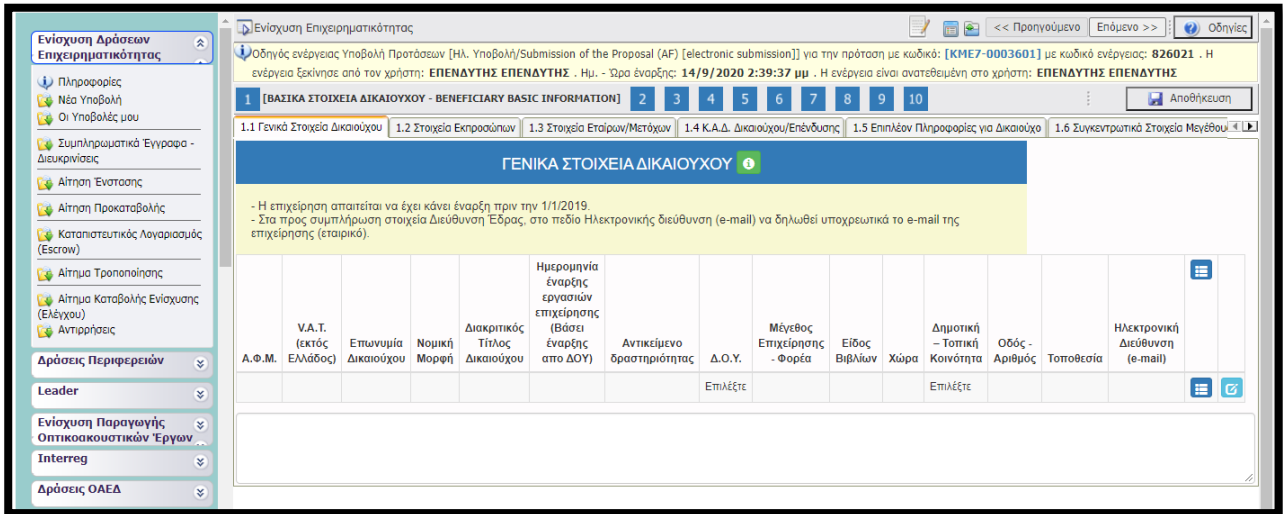 Ενίσχυση Δράσεων
Επιχειρηματικότητας
Πληροφορίες
Νέα Υποβολή
Οι Υποβολές μου
Συμπληρωματικά Έγγραφα -
Διευκρινίσεις
Αίτηση Ένστασης
Αίτηση Προκαταβολής
Καταπιστευτικός Λογαριασμός
(Escrow)
Αίτημα Τροποποίησης
Αίτημα Καταβολής Ενίσχυσης
(Ελέγχου)
Αντιρρήσεις
Δράσεις Περιφερειών
Leader
Ενίσχυση Παραγωγής
Οπτικοακουστικών Έργων
Interreg
Δράσεις ΟΑΕΔ
Ενίσχυση Επιχειρηματικότητας
<< Προηγούμενο Επόμενο >> Οδηγίες
Οδηγός ενέργειας Υποβολή Προτάσεων [Ηλ. Υποβολή/Submission of the Proposal (AF) [electronic submission]] για την πρόταση με κωδικό: [ΚΜΕ7-0003601] με κωδικό ενέργειας: 826021 . Η
ενέργεια ξεκίνησε από τον χρήστη: ΕΠΕΝΔΥΤΗΣ ΕΠΕΝΔΥΤΗΣ . Ημ. - Ώρα έναρξης: 14/9/2020 2:39:37 μμ . Η ενέργεια είναι ανατεθειμένη στο χρήστη: ΕΠΕΝΔΥΤΗΣ ΕΠΕΝΔΥΤΗΣ
1 [ΒΑΣΙΚΑ ΣΤΟΙΧΕΙΑ ΔΙΚΑΙΟΥΧΟΥ - BENEFICIARY BASIC INFORMATION] 2 3 4 5 6 7 8 9 10 Αποθήκευση
1.1 Γενικά Στοιχεία Δικαιούχου 1.2 Στοιχεία Εκπροσώπων 1.3 Στοιχεία Εταίρων/Μετόχων 1.4 Κ.Α.Δ. Δικαιούχου/Επένδυσης 1.5 Επιπλέον Πληροφορίες για Δικαιούχο 1.6 Συγκεντρωτικά Στοιχεία Μεγέθου
ΓΕΝΙΚΑ ΣΤΟΙΧΕΙΑ ΔΙΚΑΙΟΥΧΟΥ
- Η επιχείρηση απαιτείται να έχει κάνει έναρξη πριν την 1/1/2019.
- Στα προς συμπλήρωση στοιχεία Διεύθυνση Έδρας, στο πεδίο Ηλεκτρονικής διεύθυνση (e-mail) να δηλωθεί υποχρεωτικά το e-mail της
επιχείρησης (εταιρικό).
Α.Φ.Μ.
V.A.T.
(εκτός
Ελλάδος)
Επωνυμία
Δικαιούχου
Νομική
Μορφή
Διακριτικός
Τίτλος
Δικαιούχου
Ημερομηνία
έναρξης
εργασιών
επιχείρησης
(Βάσει
έναρξης
απο ΔΟΥ)
Αντικείμενο
δραστηριότητας
Δ.Ο.Υ.
Μέγεθος
Επιχείρησης
- Φορέα
Είδος
Βιβλίων
Χώρα
Δημοτική
– Τοπική
Κοινότητα
Οδός -
Αριθμός
Τοποθεσία
Ηλεκτρονική
Διεύθυνση
(e-mail)
Επιλέξτε Επιλέξτε